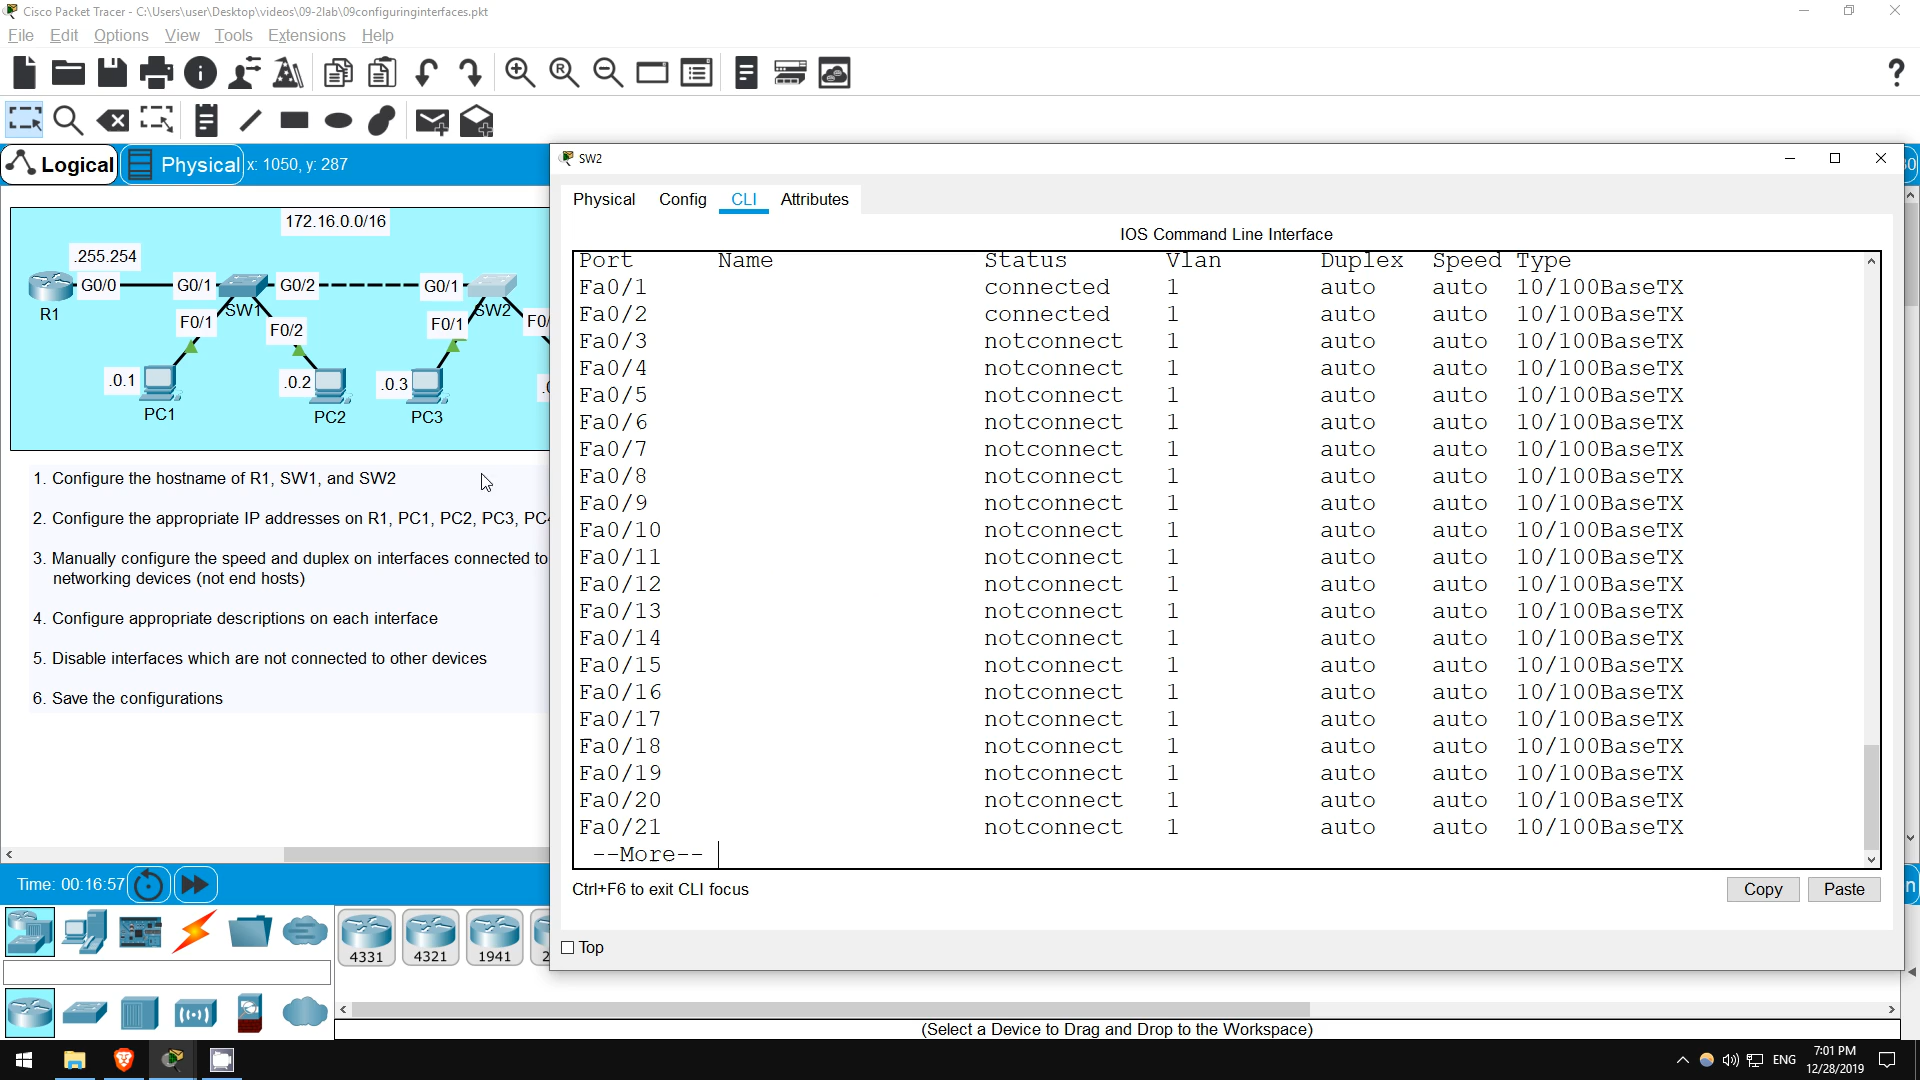 Cisco Packet Tracer - C:\Users\user\Desktop\videos\09-2lab\09configuringinterfaces.pkt
File Edit Options View Tools Extensions Help
Logical Physical x: 1050, y: 287
172.16.0.0/16
.255.254
G0/0 G0/1 G0/2 G0/1
R1 SW1 SW2
F0/1 F0/2 F0/1 F0/
.0.1 .0.2 .0.3
PC1 PC2 PC3
1. Configure the hostname of R1, SW1, and SW2
2. Configure the appropriate IP addresses on R1, PC1, PC2, PC3, PC
3. Manually configure the speed and duplex on interfaces connected to
networking devices (not end hosts)
4. Configure appropriate descriptions on each interface
5. Disable interfaces which are not connected to other devices
6. Save the configurations
SW2
Physical Config CLI Attributes
IOS Command Line Interface
Port Name Status Vlan Duplex Speed Type
Fa0/1 connected 1 auto auto 10/100BaseTX
Fa0/2 connected 1 auto auto 10/100BaseTX
Fa0/3 notconnect 1 auto auto 10/100BaseTX
Fa0/4 notconnect 1 auto auto 10/100BaseTX
Fa0/5 notconnect 1 auto auto 10/100BaseTX
Fa0/6 notconnect 1 auto auto 10/100BaseTX
Fa0/7 notconnect 1 auto auto 10/100BaseTX
Fa0/8 notconnect 1 auto auto 10/100BaseTX
Fa0/9 notconnect 1 auto auto 10/100BaseTX
Fa0/10 notconnect 1 auto auto 10/100BaseTX
Fa0/11 notconnect 1 auto auto 10/100BaseTX
Fa0/12 notconnect 1 auto auto 10/100BaseTX
Fa0/13 notconnect 1 auto auto 10/100BaseTX
Fa0/14 notconnect 1 auto auto 10/100BaseTX
Fa0/15 notconnect 1 auto auto 10/100BaseTX
Fa0/16 notconnect 1 auto auto 10/100BaseTX
Fa0/17 notconnect 1 auto auto 10/100BaseTX
Fa0/18 notconnect 1 auto auto 10/100BaseTX
Fa0/19 notconnect 1 auto auto 10/100BaseTX
Fa0/20 notconnect 1 auto auto 10/100BaseTX
Fa0/21 notconnect 1 auto auto 10/100BaseTX
--More--
Ctrl+F6 to exit CLI focus
Copy Paste
Top
Time: 00:16:57
4331 4321 1941 2
(Select a Device to Drag and Drop to the Workspace)
ENG
7:01 PM
12/28/2019